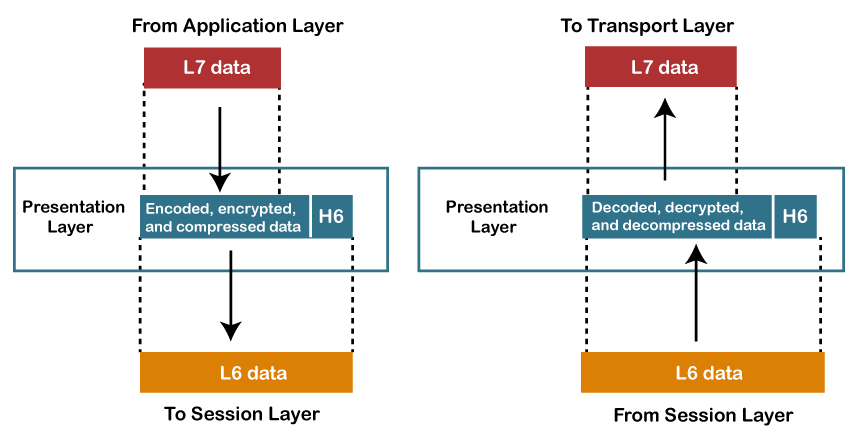 From Application Layer
L7 data
Presentation
Layer
Encoded, encrypted,
and compressed data
H6
L6 data
To Session Layer
To Transport Layer
L7 data
Presentation
Layer
Decoded, decrypted,
and decompressed data
H6
L6 data
From Session Layer